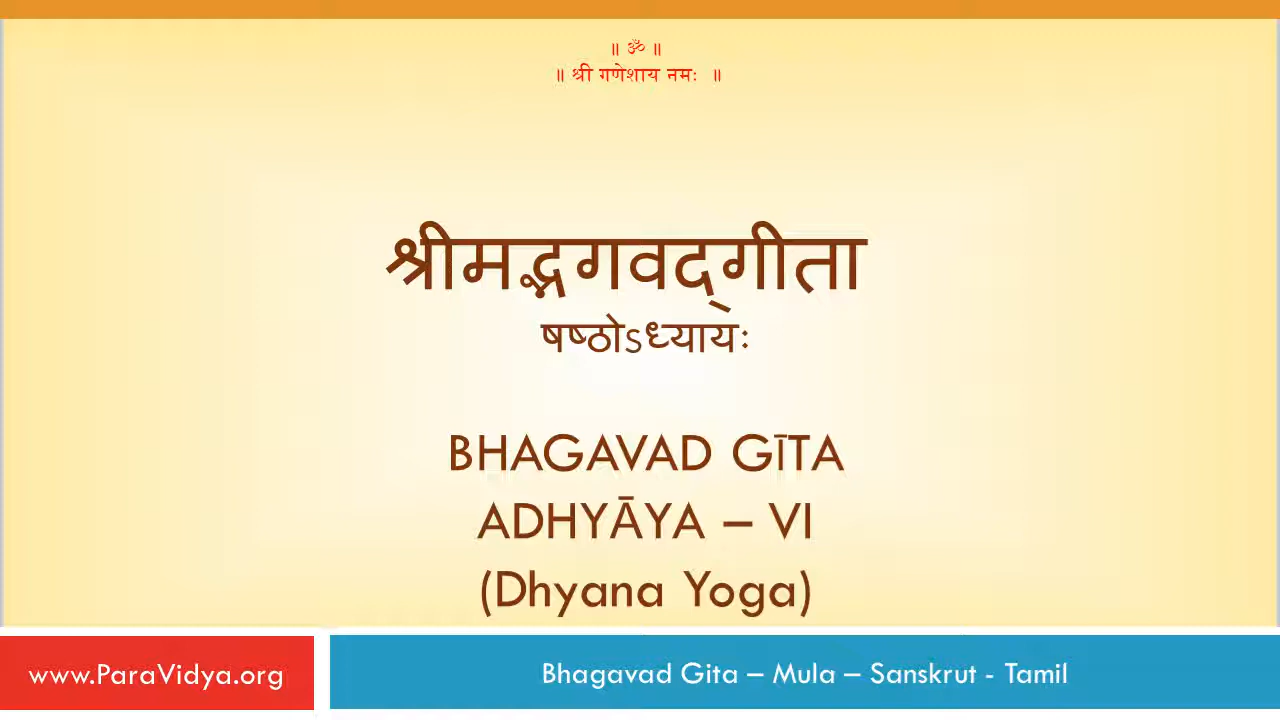 ॥ ॐ ॥
॥ श्री गणेशाय नमः ॥
श्रीमद्भगवद्‌गीता
षष्ठोऽध्यायः
BHAGAVAD GĪTA
ADHYĀYA – VI
(Dhyana Yoga)
www.ParaVidya.org
Bhagavad Gita – Mula – Sanskrut - Tamil